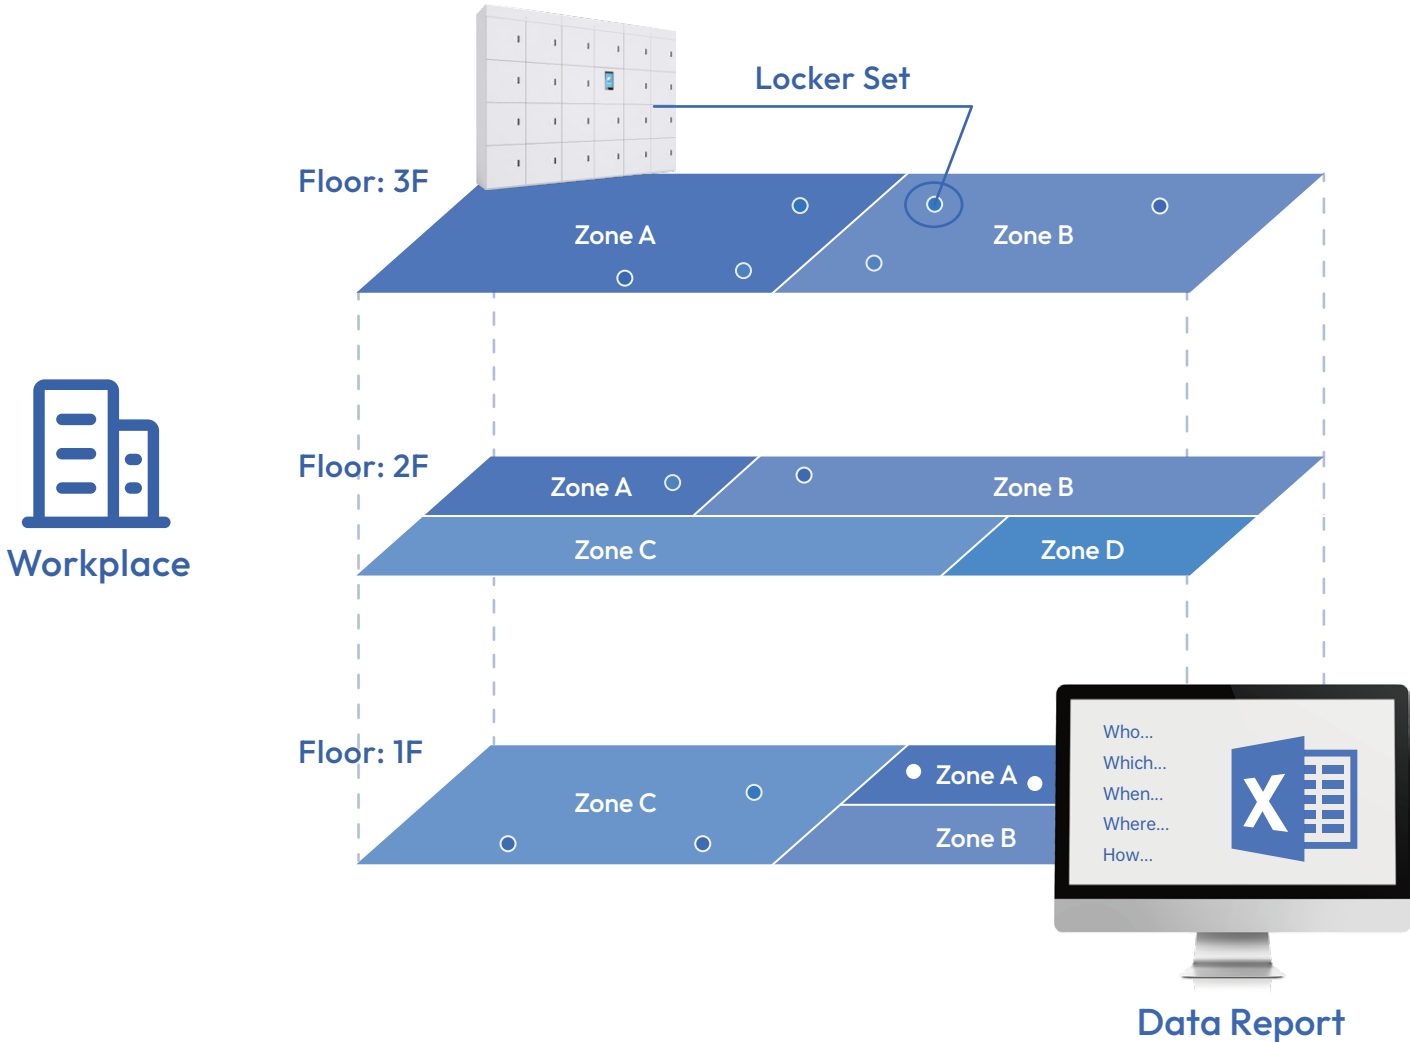 Locker Set
Floor: 3F
Zone A
Zone B
Floor: 2F
Zone A
Zone B
Zone C
Zone D
Workplace
Floor: 1F
Zone C
Zone A
Zone B
Who...
Which...
When...
Where...
How...
X
Data Report